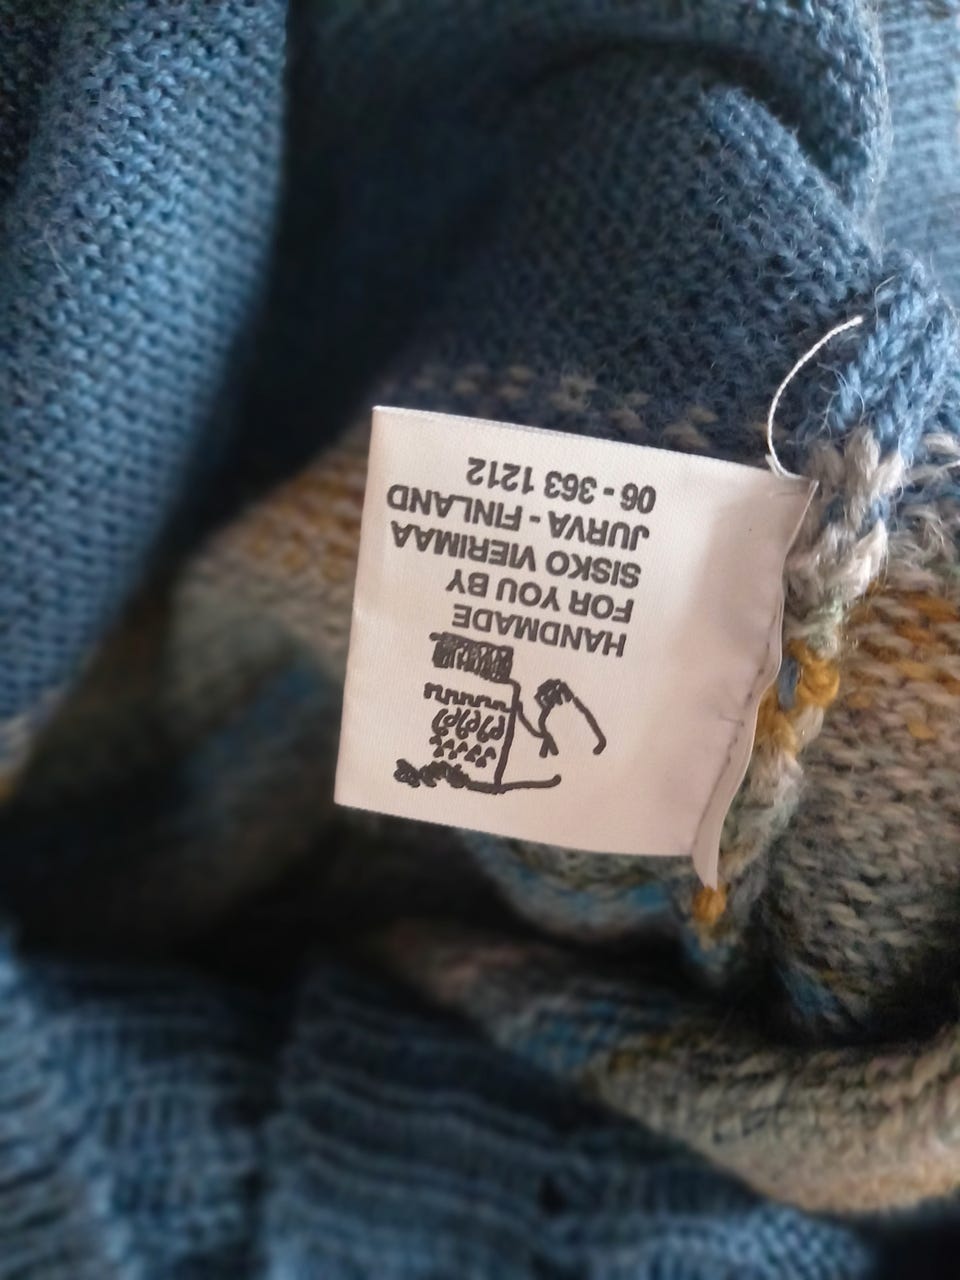 HANDMADE
FOR YOU BY
SISKO VIERIMAA
JURVA - FINLAND
06 - 363 1212